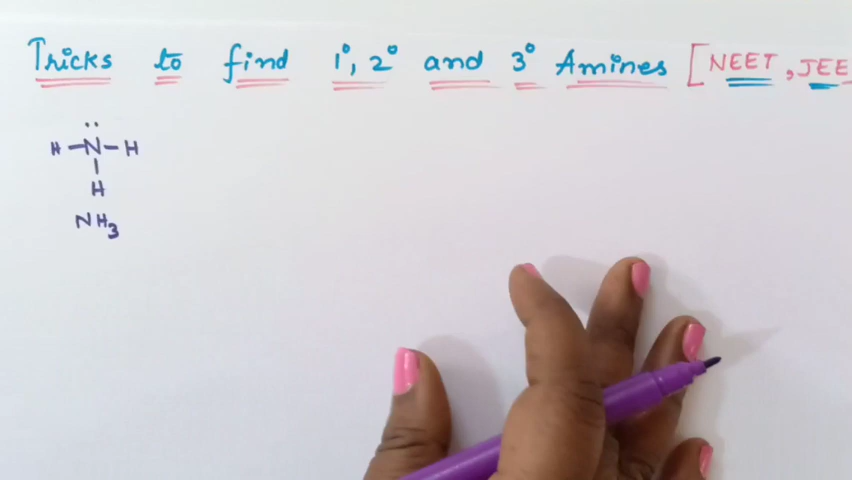 Tricks to find 1°, 2° and 3° Amines [NEET, JEE
··
H-N-H
|
H
NH3